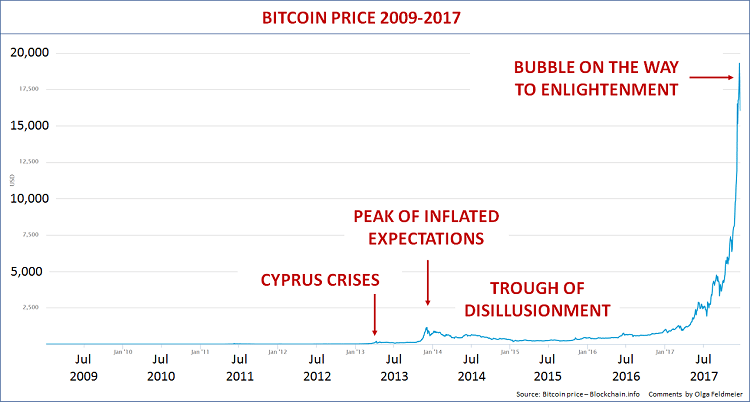 BITCOIN PRICE 2009-2017
20,000
17,500
15,000
12,500
10,000
7,500
5,000
2,500
USD
BUBBLE ON THE WAY
TO ENLIGHTENMENT
PEAK OF INFLATED
EXPECTATIONS
CYPRUS CRISES
TROUGH OF
DISILLUSIONMENT
Jan '10 Jan '11 Jan '12 Jan '13 Jan '14 Jan '15 Jan '16 Jan '17
Jul Jul Jul Jul Jul Jul Jul Jul Jul
2009 2010 2011 2012 2013 2014 2015 2016 2017
Source: Bitcoin price – Blockchain.info Comments by Olga Feldmeier